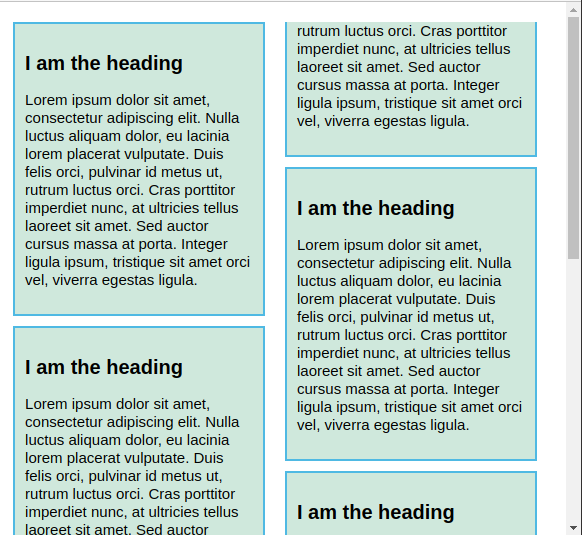 I am the heading
Lorem ipsum dolor sit amet,
consectetur adipiscing elit. Nulla
luctus aliquam dolor, eu lacinia
lorem placerat vulputate. Duis
felis orci, pulvinar id metus ut,
rutrum luctus orci. Cras porttitor
imperdiet nunc, at ultricies tellus
laoreet sit amet. Sed auctor
cursus massa at porta. Integer
ligula ipsum, tristique sit amet orci
vel, viverra egestas ligula.
I am the heading
Lorem ipsum dolor sit amet,
consectetur adipiscing elit. Nulla
luctus aliquam dolor, eu lacinia
lorem placerat vulputate. Duis
felis orci, pulvinar id metus ut,
rutrum luctus orci. Cras porttitor
imperdiet nunc, at ultricies tellus
laoreet sit amet. Sed auctor
rutrum luctus orci. Cras porttitor
imperdiet nunc, at ultricies tellus
laoreet sit amet. Sed auctor
cursus massa at porta. Integer
ligula ipsum, tristique sit amet orci
vel, viverra egestas ligula.
I am the heading
Lorem ipsum dolor sit amet,
consectetur adipiscing elit. Nulla
luctus aliquam dolor, eu lacinia
lorem placerat vulputate. Duis
felis orci, pulvinar id metus ut,
rutrum luctus orci. Cras porttitor
imperdiet nunc, at ultricies tellus
laoreet sit amet. Sed auctor
cursus massa at porta. Integer
ligula ipsum, tristique sit amet orci
vel, viverra egestas ligula.
I am the heading